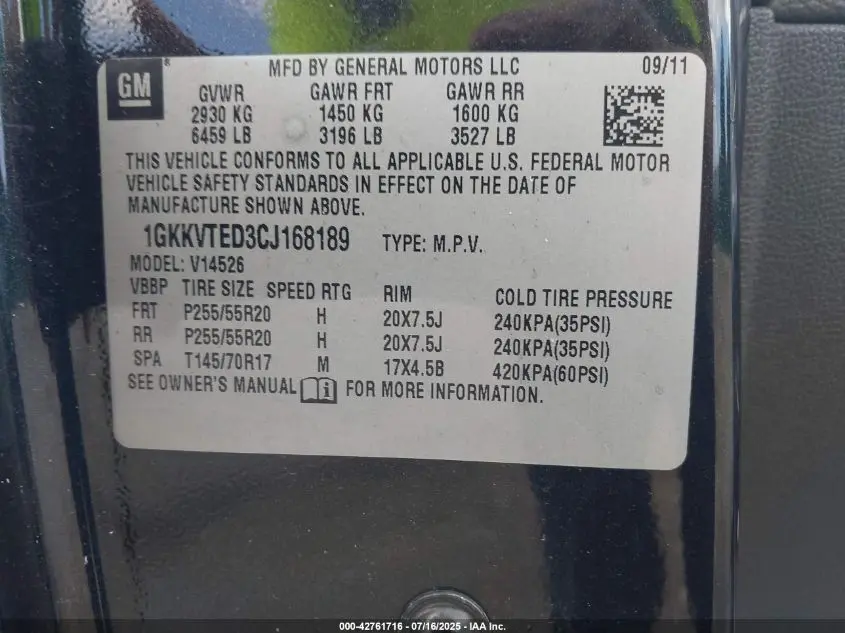 GM ® MFD BY GENERAL MOTORS LLC 09/11
GVWR GAWR FRT GAWR RR
2930 KG 1450 KG 1600 KG
6459 LB 3196 LB 3527 LB
THIS VEHICLE CONFORMS TO ALL APPLICABLE U.S. FEDERAL MOTOR
VEHICLE SAFETY STANDARDS IN EFFECT ON THE DATE OF
MANUFACTURE SHOWN ABOVE.
1GKKVTED3CJ168189 TYPE: M.P.V.
MODEL: V14526
VBBP TIRE SIZE SPEED RTG RIM COLD TIRE PRESSURE
FRT P255/55R20 H 20X7.5J 240KPA(35PSI)
RR P255/55R20 H 20X7.5J 240KPA(35PSI)
SPA T145/70R17 M 17X4.5B 420KPA(60PSI)
SEE OWNER'S MANUAL i FOR MORE INFORMATION.
000-42761716 - 07/16/2025 - IAA Inc.